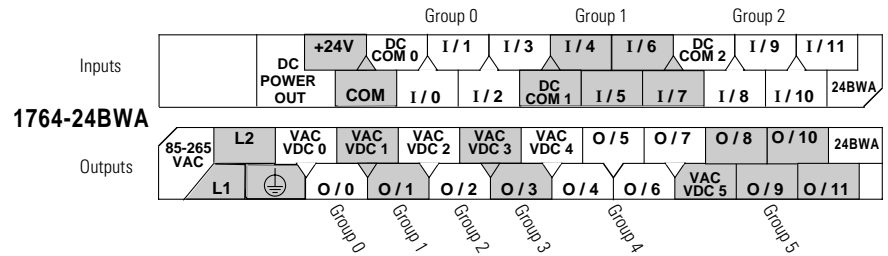 Group 0 Group 1 Group 2
Inputs
+24V DC COM 0 I / 1 I / 3 I / 4 I / 6 DC COM 2 I / 9 I / 11
DC POWER OUT COM I / 0 I / 2 DC COM 1 I / 5 I / 7 I / 8 I / 10 24BWA
1764-24BWA
Outputs
85-265 VAC L2 VAC VDC 0 VAC VDC 1 VAC VDC 2 VAC VDC 3 VAC VDC 4 O / 5 O / 7 O / 8 O / 10 24BWA
L1 O / 0 O / 1 O / 2 O / 3 O / 4 O / 6 VAC VDC 5 O / 9 O / 11
Group 0 Group 1 Group 2 Group 3 Group 4 Group 5